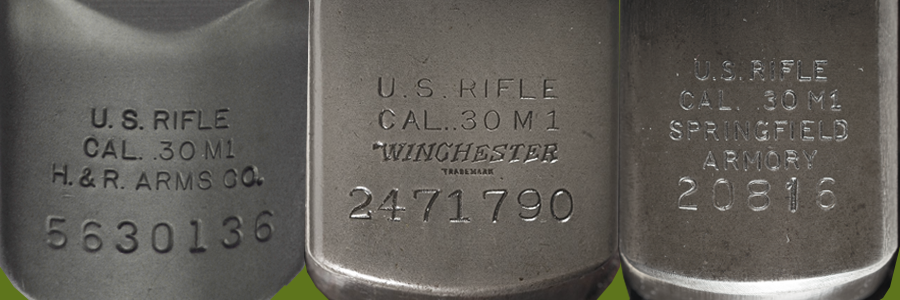 U.S. RIFLE
CAL. .30 M1
H. & R. ARMS CO.
5630136
U.S. RIFLE
CAL. .30 M 1
WINCHESTER
TRADEMARK
2471790
U.S. RIFLE
CAL. .30 M1
SPRINGFIELD
ARMORY
20816